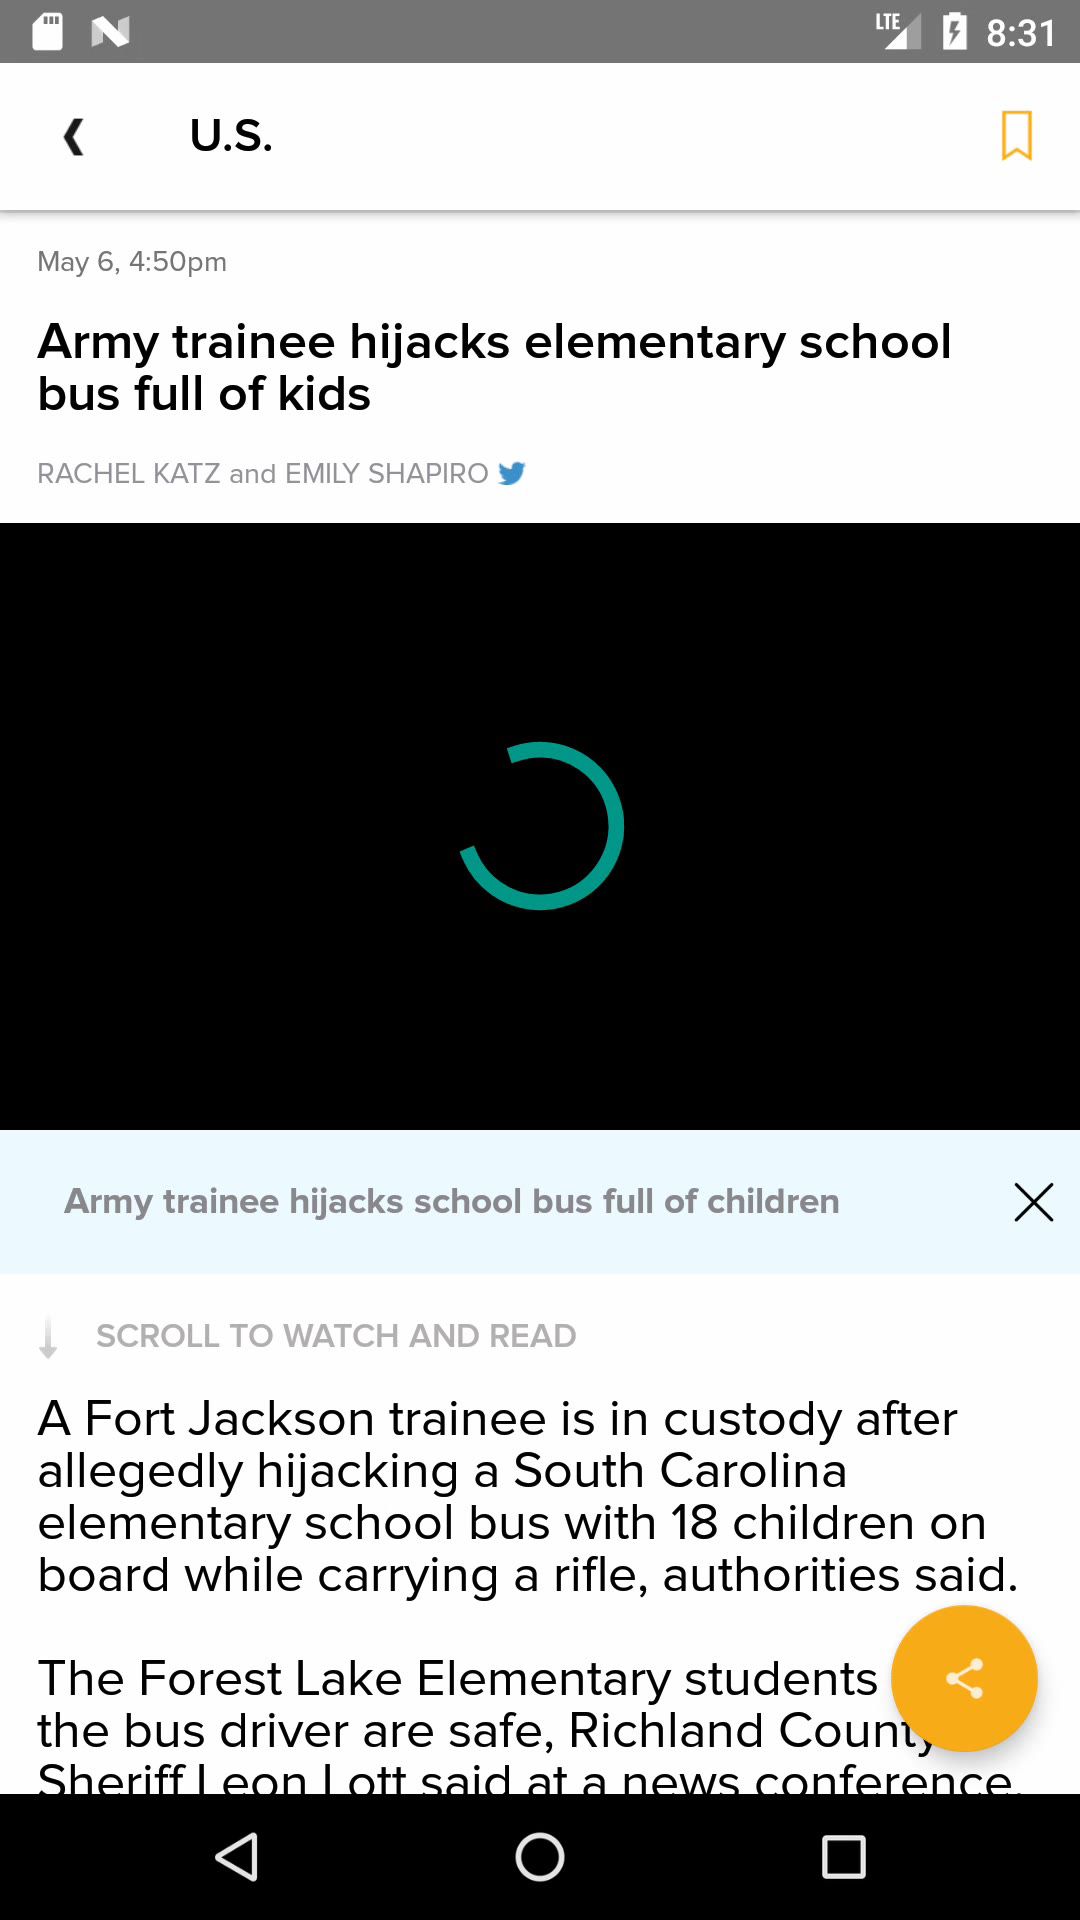 LTE 8:31
U.S.
May 6, 4:50pm
Army trainee hijacks elementary school
bus full of kids
RACHEL KATZ and EMILY SHAPIRO
Army trainee hijacks school bus full of children
SCROLL TO WATCH AND READ
A Fort Jackson trainee is in custody after
allegedly hijacking a South Carolina
elementary school bus with 18 children on
board while carrying a rifle, authorities said.
The Forest Lake Elementary students
the bus driver are safe, Richland County
Sheriff Leon Lott said at a news conference.